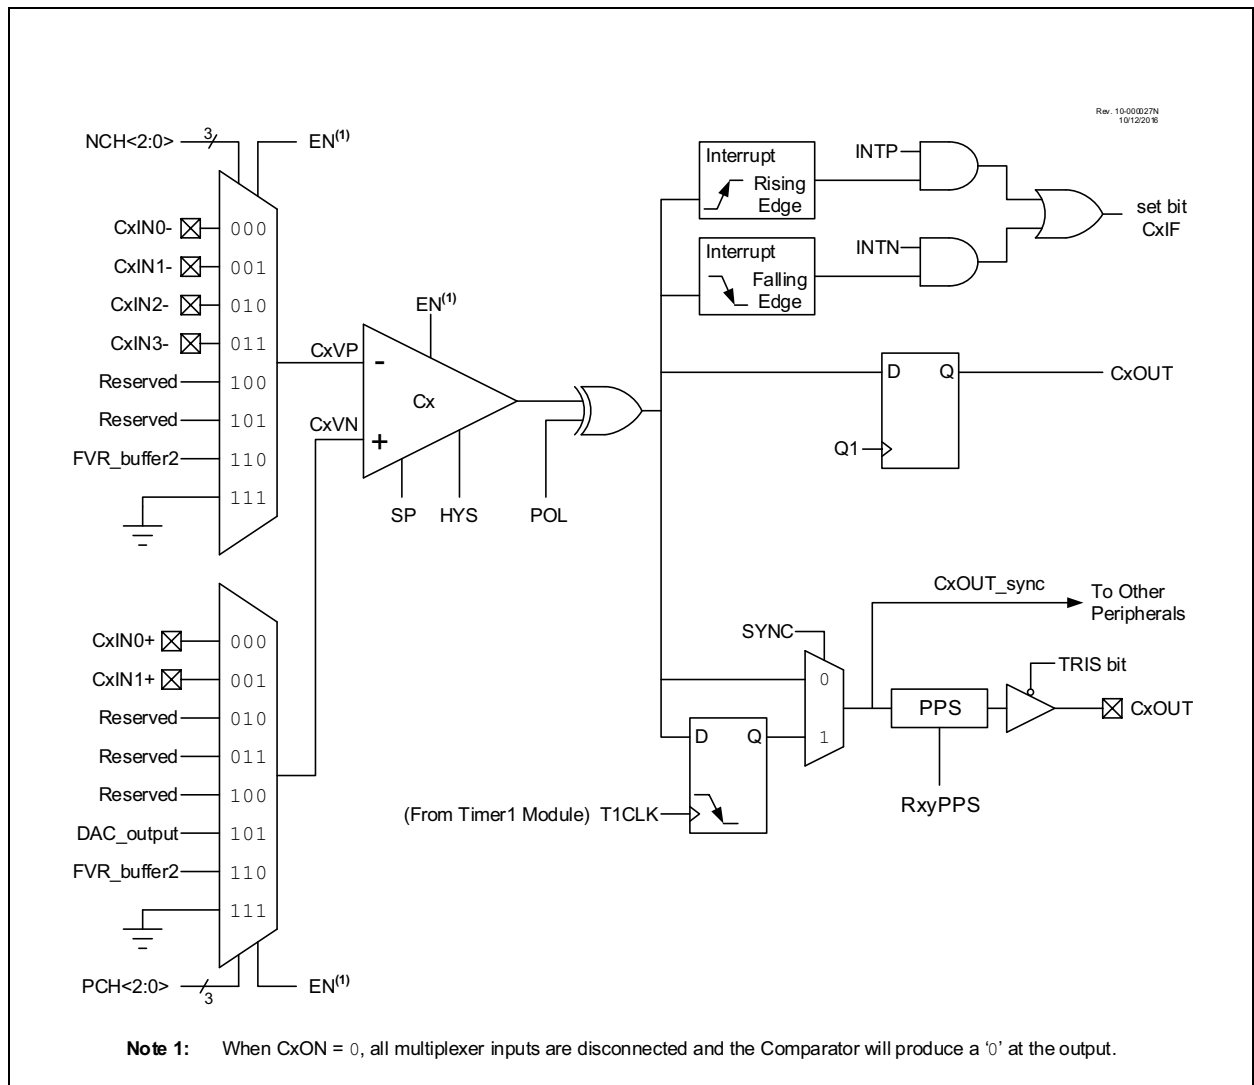 Rev. 10-000027N
10/12/2016
NCH<2:0>
3
EN(1)
CxIN0-
000
CxIN1-
001
CxIN2-
010
CxIN3-
011
Reserved
100
Reserved
101
FVR_buffer2
110
111
CxVP
CxVN
EN(1)
-
Cx
+
SP
HYS
POL
Interrupt
Rising
Edge
Interrupt
Falling
Edge
INTP
INTN
set bit
CxIF
D
Q
Q1
CxOUT
CxIN0+
000
CxIN1+
001
Reserved
010
Reserved
011
Reserved
100
DAC_output
101
FVR_buffer2
110
111
PCH<2:0>
3
EN(1)
CxOUT_sync
To Other
Peripherals
SYNC
0
1
D
Q
(From Timer1 Module) T1CLK
PPS
RxyPPS
TRIS bit
CxOUT
Note 1: When CxON = 0, all multiplexer inputs are disconnected and the Comparator will produce a ‘0’ at the output.